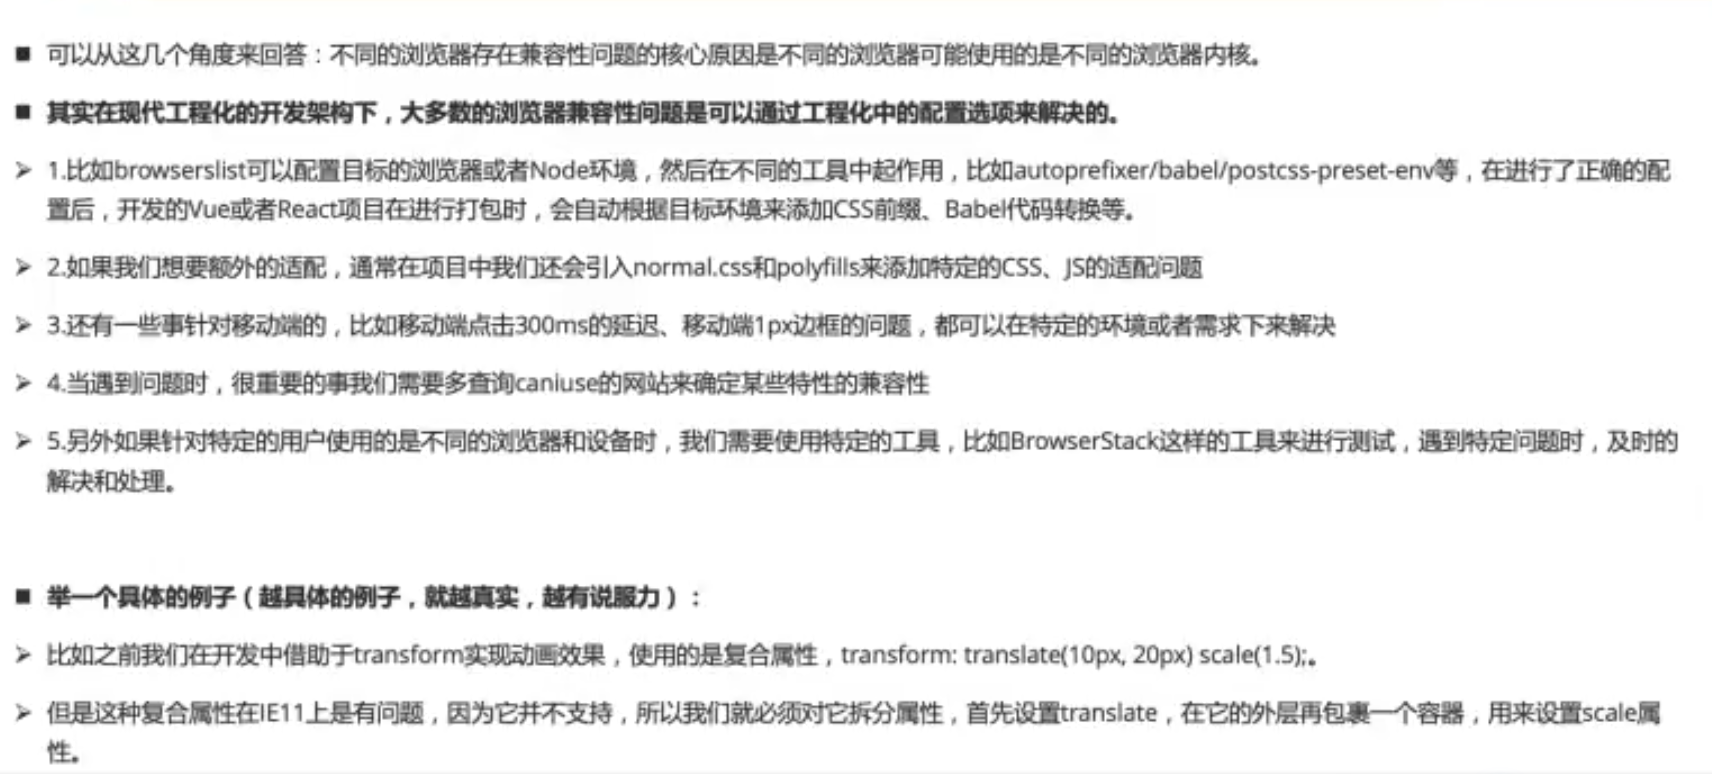 ■ 可以从这几个角度来回答：不同的浏览器存在兼容性问题的核心原因是不同的浏览器可能使用的是不同的浏览器内核。
■ 其实在现代工程化的开发架构下，大多数的浏览器兼容性问题是可以通过工程化中的配置选项来解决的。
➢ 1.比如browserslist可以配置目标的浏览器或者Node环境，然后在不同的工具中起作用，比如autoprefixer/babel/postcss-preset-env等，在进行了正确的配
置后，开发的Vue或者React项目在进行打包时，会自动根据目标环境来添加CSS前缀、Babel代码转换等。
➢ 2.如果我们想要额外的适配，通常在项目中我们还会引入normal.css和polyfills来添加特定的CSS、JS的适配问题
➢ 3.还有一些事针对移动端的，比如移动端点击300ms的延迟、移动端1px边框的问题，都可以在特定的环境或者需求下来解决
➢ 4.当遇到问题时，很重要的事我们需要多查询caniuse的网站来确定某些特性的兼容性
➢ 5.另外如果针对特定的用户使用的是不同的浏览器和设备时，我们需要使用特定的工具，比如BrowserStack这样的工具来进行测试，遇到特定问题时，及时的
解决和处理。
■ 举一个具体的例子（越具体的例子，就越真实，越有说服力）：
➢ 比如之前我们在开发中借助于transform实现动画效果，使用的是复合属性，transform: translate(10px, 20px) scale(1.5);。
➢ 但是这种复合属性在IE11上是有问题，因为它并不支持，所以我们就必须对它拆分属性，首先设置translate，在它的外层再包裹一个容器，用来设置scale属
性。